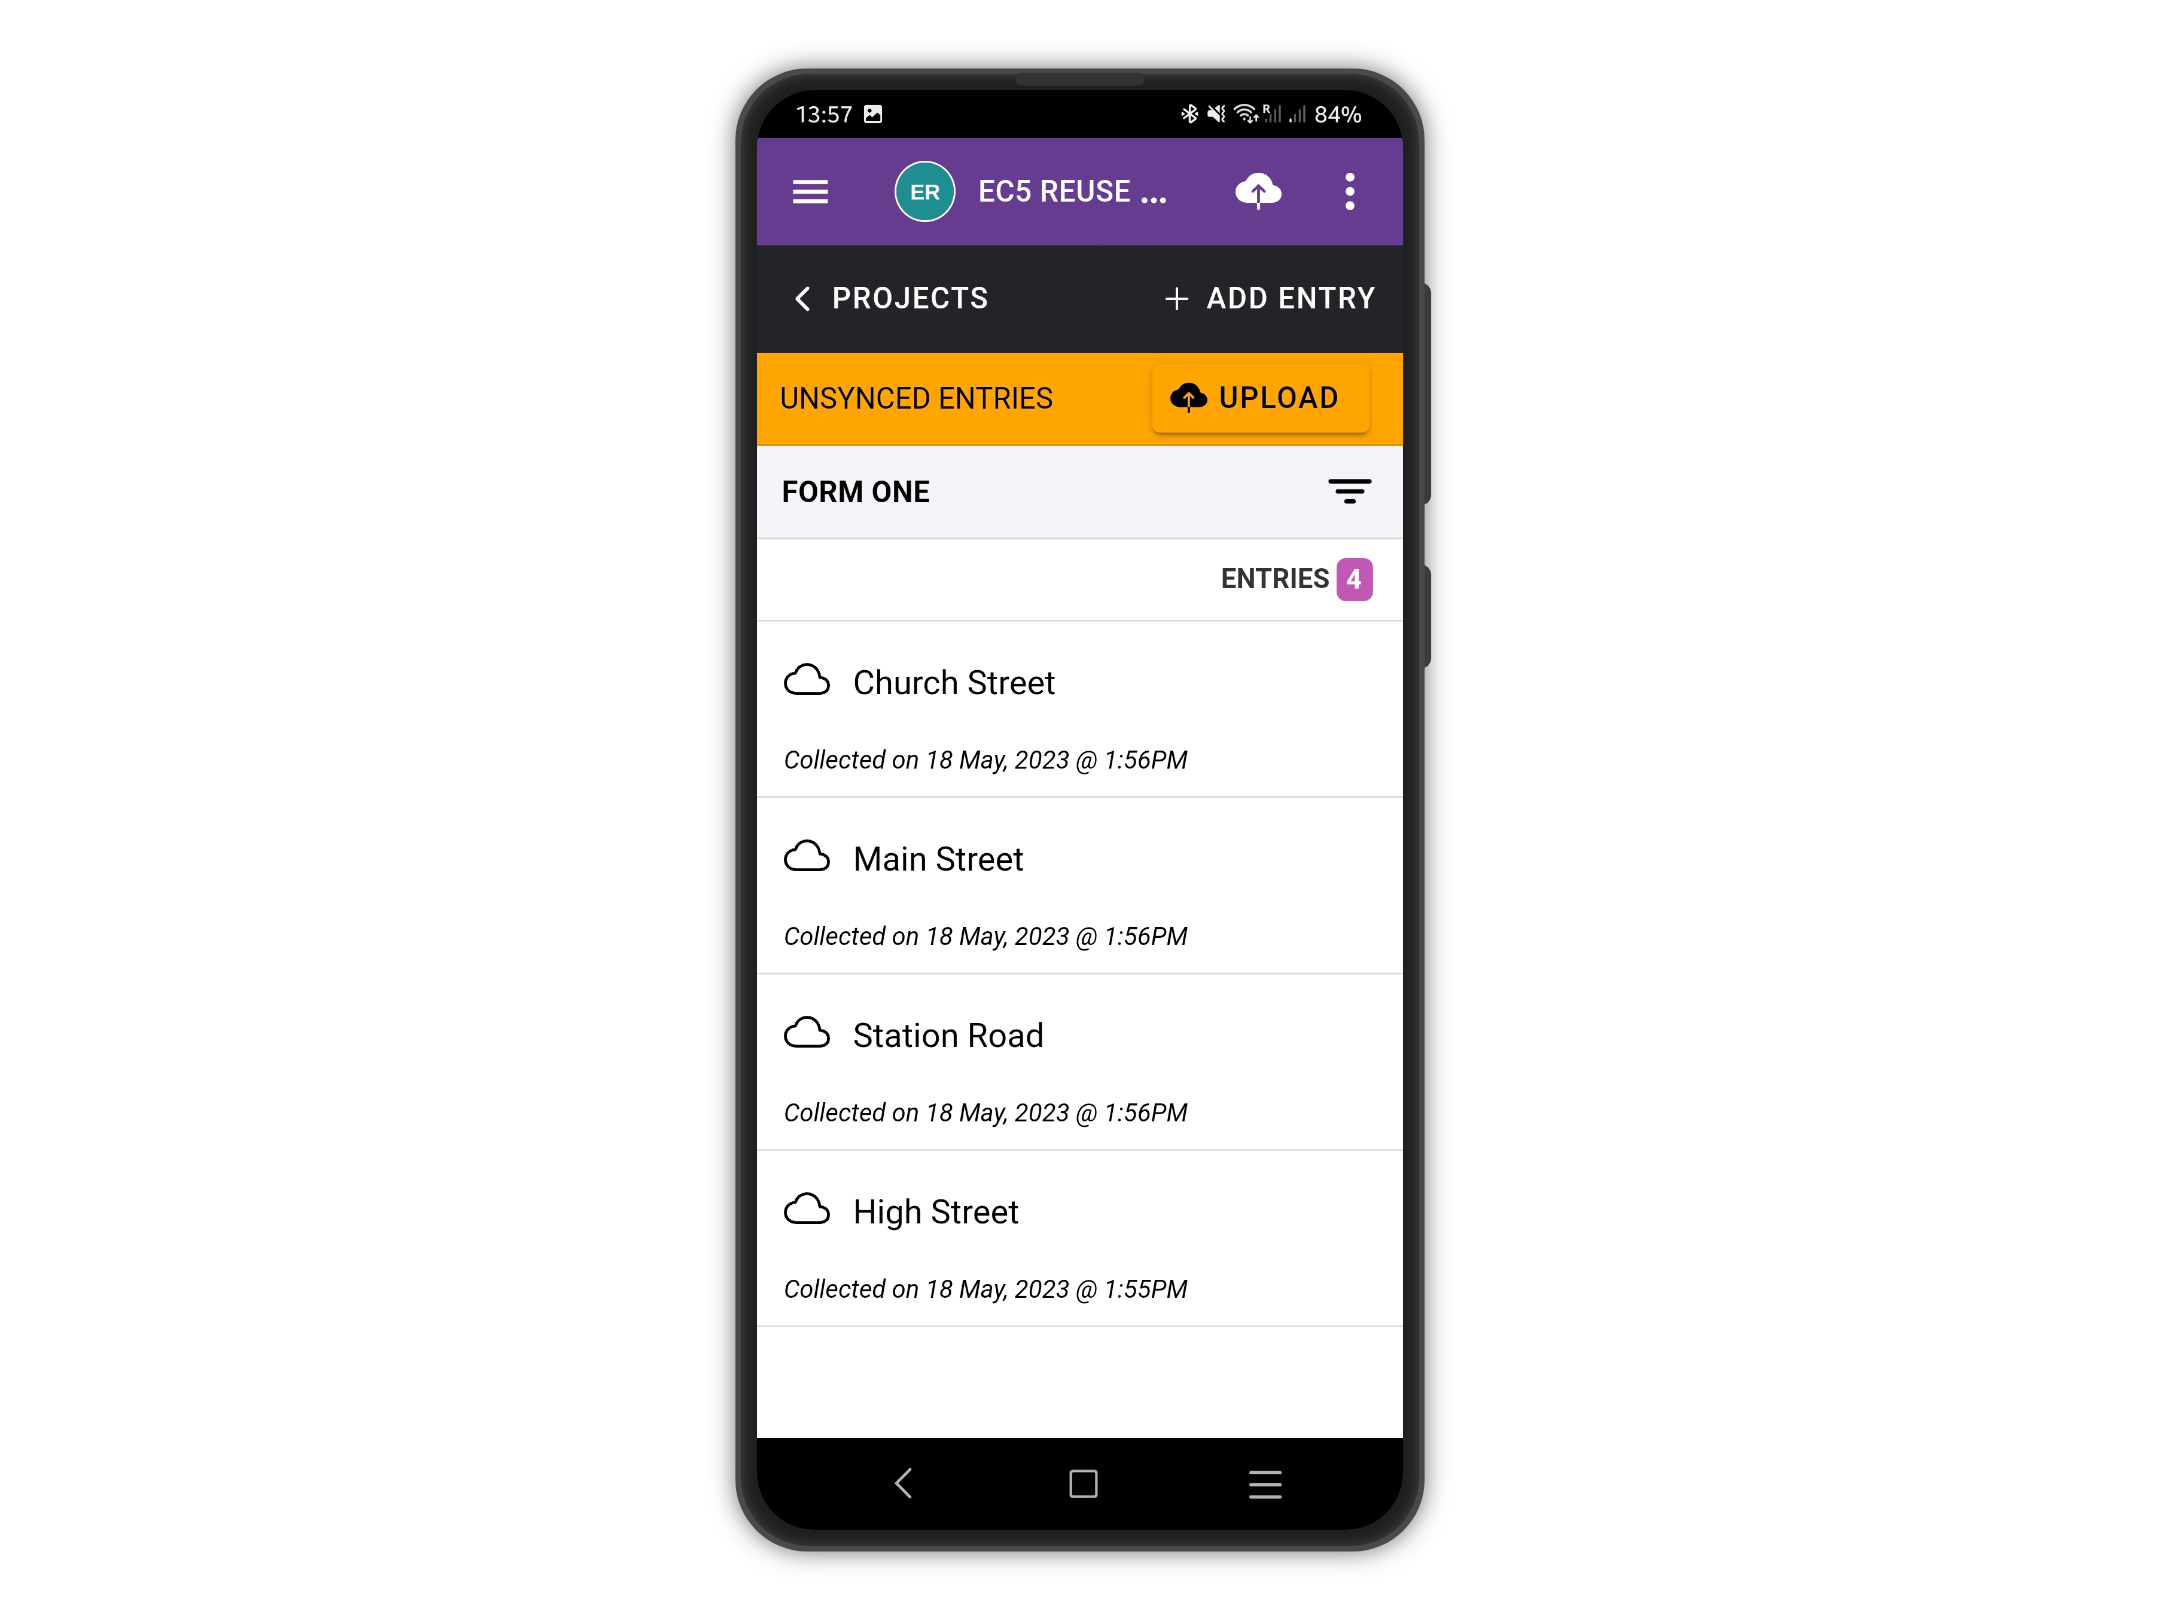 13:57 R 84%
ER EC5 REUSE ...
PROJECTS ADD ENTRY
UNSYNCED ENTRIES UPLOAD
FORM ONE
ENTRIES 4
Church Street
Collected on 18 May, 2023 @ 1:56PM
Main Street
Collected on 18 May, 2023 @ 1:56PM
Station Road
Collected on 18 May, 2023 @ 1:56PM
High Street
Collected on 18 May, 2023 @ 1:55PM